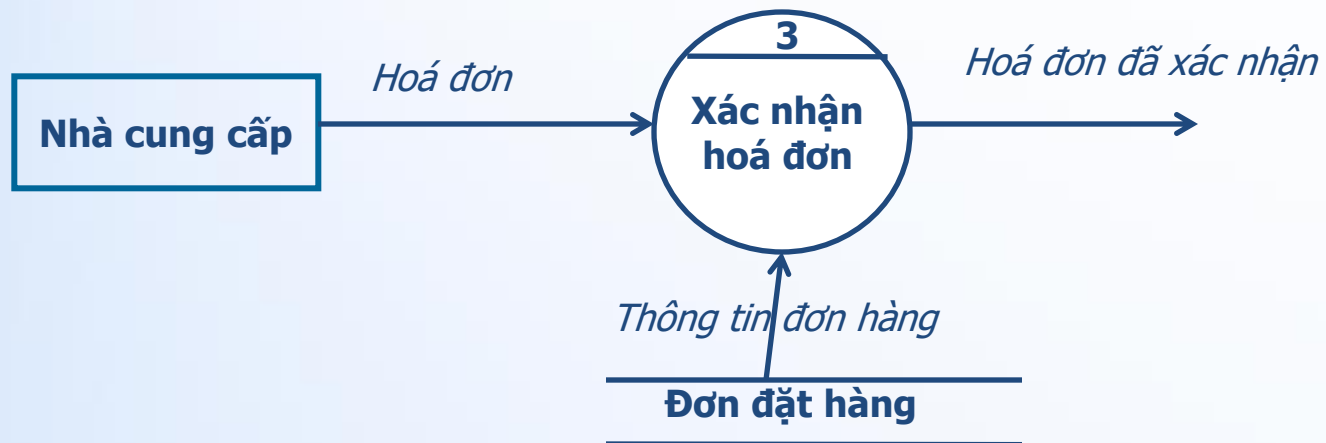 3
Hoá đơn
Hoá đơn đã xác nhận
Nhà cung cấp
Xác nhận
hoá đơn
Thông tin đơn hàng
Đơn đặt hàng